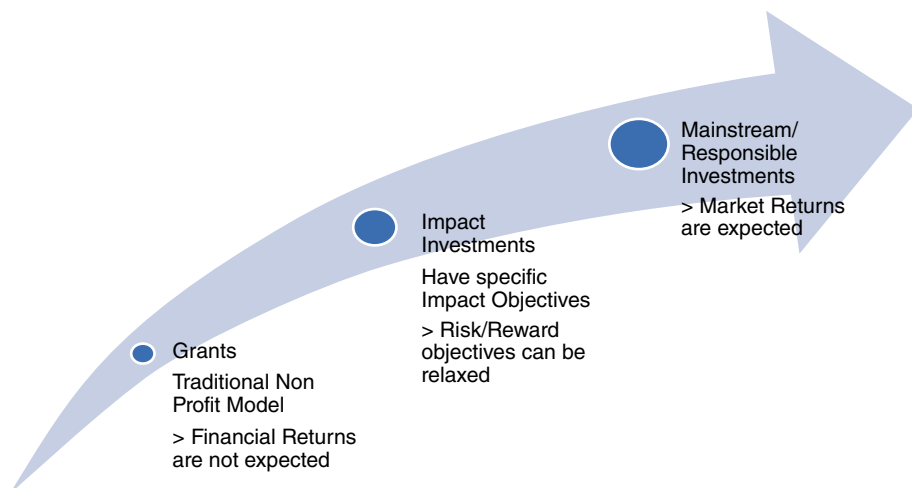 Grants
Traditional Non
Profit Model
> Financial Returns
are not expected
Impact
Investments
Have specific
Impact Objectives
> Risk/Reward
objectives can be
relaxed
Mainstream/
Responsible
Investments
> Market Returns
are expected